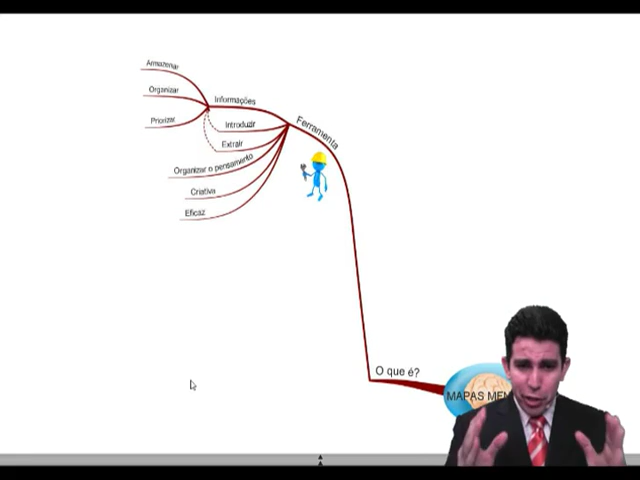 Armazenar
Organizar
Priorizar
Informações
Introduzir
Extrair
Organizar o pensamento
Criativa
Eficaz
Ferramenta
O que é?
MAPAS MEN